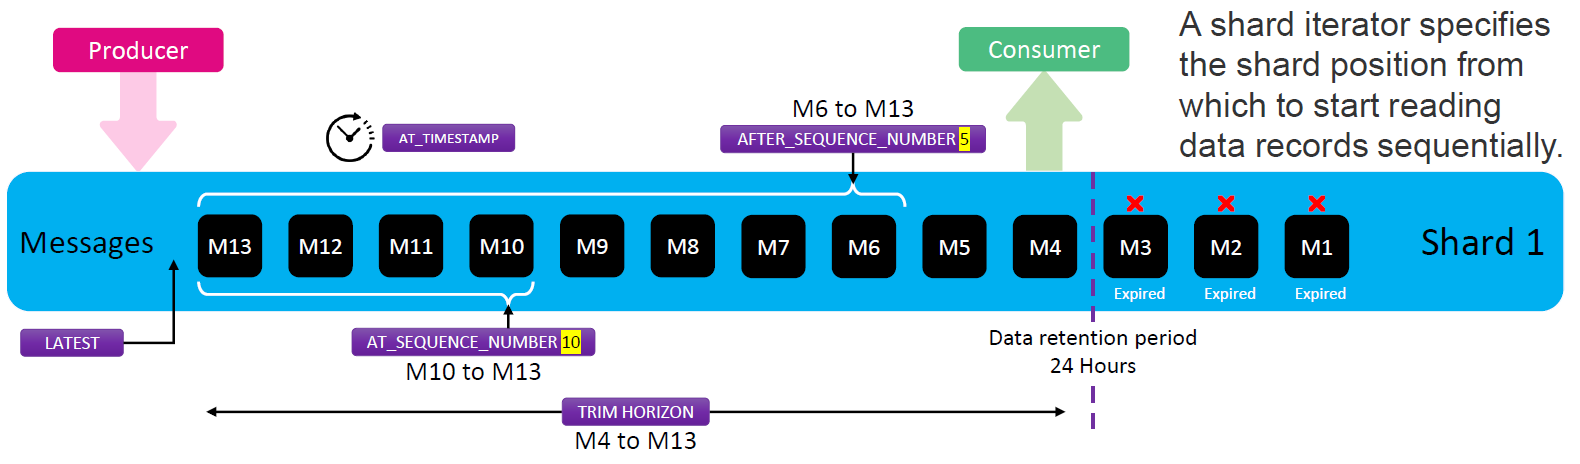 Producer
Consumer
A shard iterator specifies
the shard position from
which to start reading
data records sequentially.
M6 to M13
AT_TIMESTAMP
AFTER_SEQUENCE_NUMBER 5
Messages
M13
M12
M11
M10
M9
M8
M7
M6
M5
M4
M3
M2
M1
Shard 1
Expired
Expired
Expired
LATEST
AT_SEQUENCE_NUMBER 10
M10 to M13
Data retention period
24 Hours
TRIM HORIZON
M4 to M13